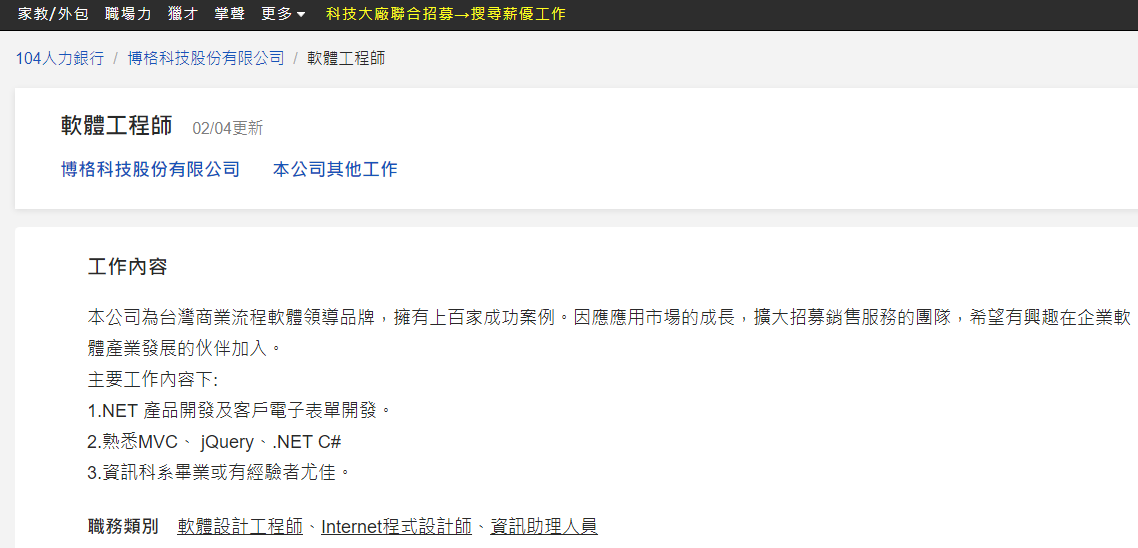 家教/外包 職場力 獵才 掌聲 更多 科技大廠聯合招募→搜尋薪優工作
104人力銀行 / 博格科技股份有限公司 / 軟體工程師
軟體工程師 02/04更新
博格科技股份有限公司 本公司其他工作
工作內容
本公司為台灣商業流程軟體領導品牌，擁有上百家成功案例。因應應用市場的成長，擴大招募銷售服務的團隊，希望有興趣在企業軟
體產業發展的伙伴加入。
主要工作內容下:
1.NET 產品開發及客戶電子表單開發。
2.熟悉MVC、 jQuery、.NET C#
3.資訊科系畢業或有經驗者尤佳。
職務類別 軟體設計工程師、Internet程式設計師、資訊助理人員